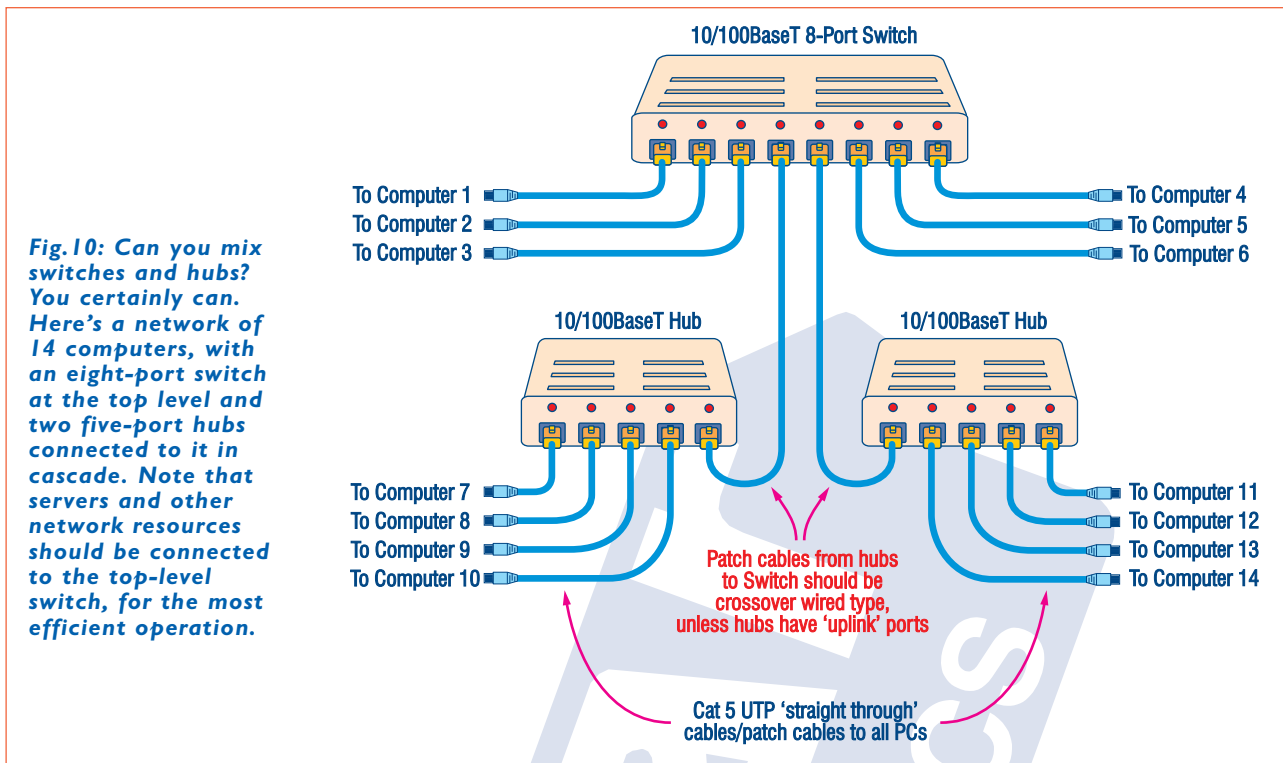 10/100BaseT 8-Port Switch
To Computer 1
To Computer 2
To Computer 3
To Computer 4
To Computer 5
To Computer 6
Fig.10: Can you mix
switches and hubs?
You certainly can.
Here's a network of
14 computers, with
an eight-port switch
at the top level and
two five-port hubs
connected to it in
cascade. Note that
servers and other
network resources
should be connected
to the top-level
switch, for the most
efficient operation.
10/100BaseT Hub
10/100BaseT Hub
To Computer 7
To Computer 8
To Computer 9
To Computer 10
To Computer 11
To Computer 12
To Computer 13
To Computer 14
Patch cables from hubs
to Switch should be
crossover wired type,
unless hubs have 'uplink' ports
Cat 5 UTP 'straight through'
cables/patch cables to all PCs